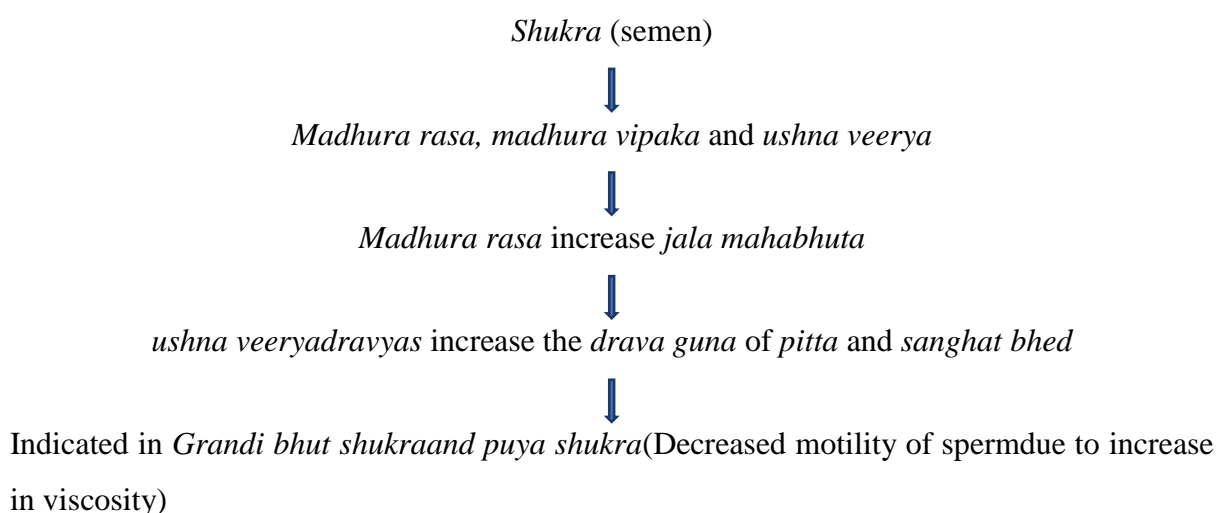 Shukra (semen)
Madhura rasa, madhura vipaka and ushna veerya
Madhura rasa increase jala mahabhuta
ushna veeryadravyas increase the drava guna of pitta and sanghat bhed
Indicated in Grandi bhut shukraand puya shukra(Decreased motility of spermdue to increase
in viscosity)